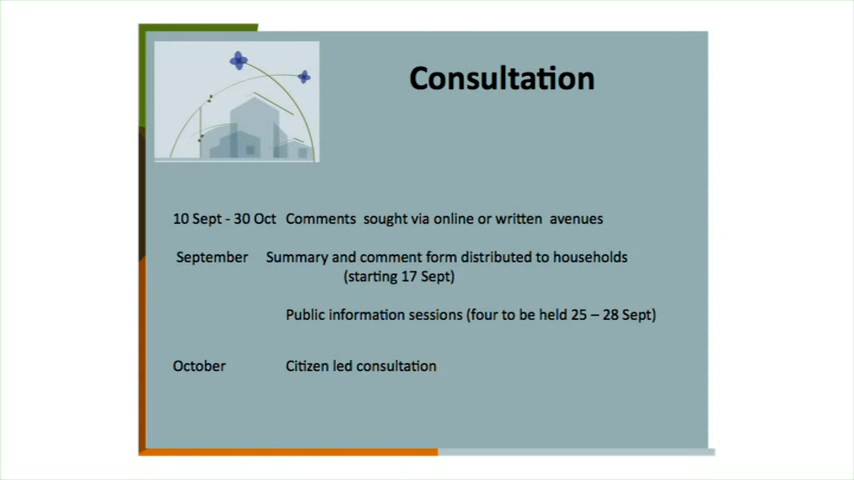 Consultation
10 Sept - 30 Oct Comments sought via online or written avenues
September Summary and comment form distributed to households
(starting 17 Sept)
Public information sessions (four to be held 25 – 28 Sept)
October Citizen led consultation